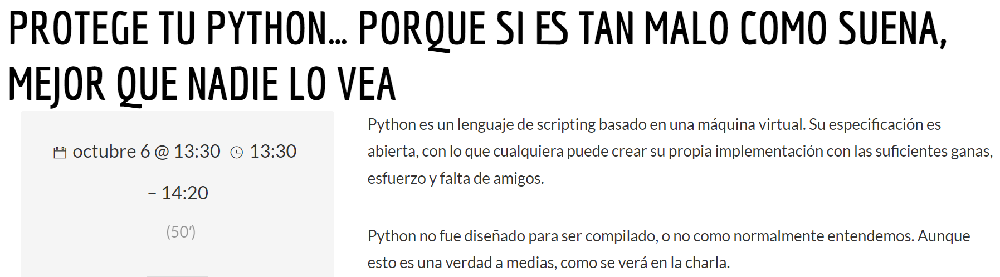 PROTEGE TU PYTHON... PORQUE SI ES TAN MALO COMO SUENA,
MEJOR QUE NADIE LO VEA
octubre 6 @ 13:30 13:30
– 14:20
(50')
Python es un lenguaje de scripting basado en una máquina virtual. Su especificación es
abierta, con lo que cualquiera puede crear su propia implementación con las suficientes ganas,
esfuerzo y falta de amigos.
Python no fue diseñado para ser compilado, o no como normalmente entendemos. Aunque
esto es una verdad a medias, como se verá en la charla.